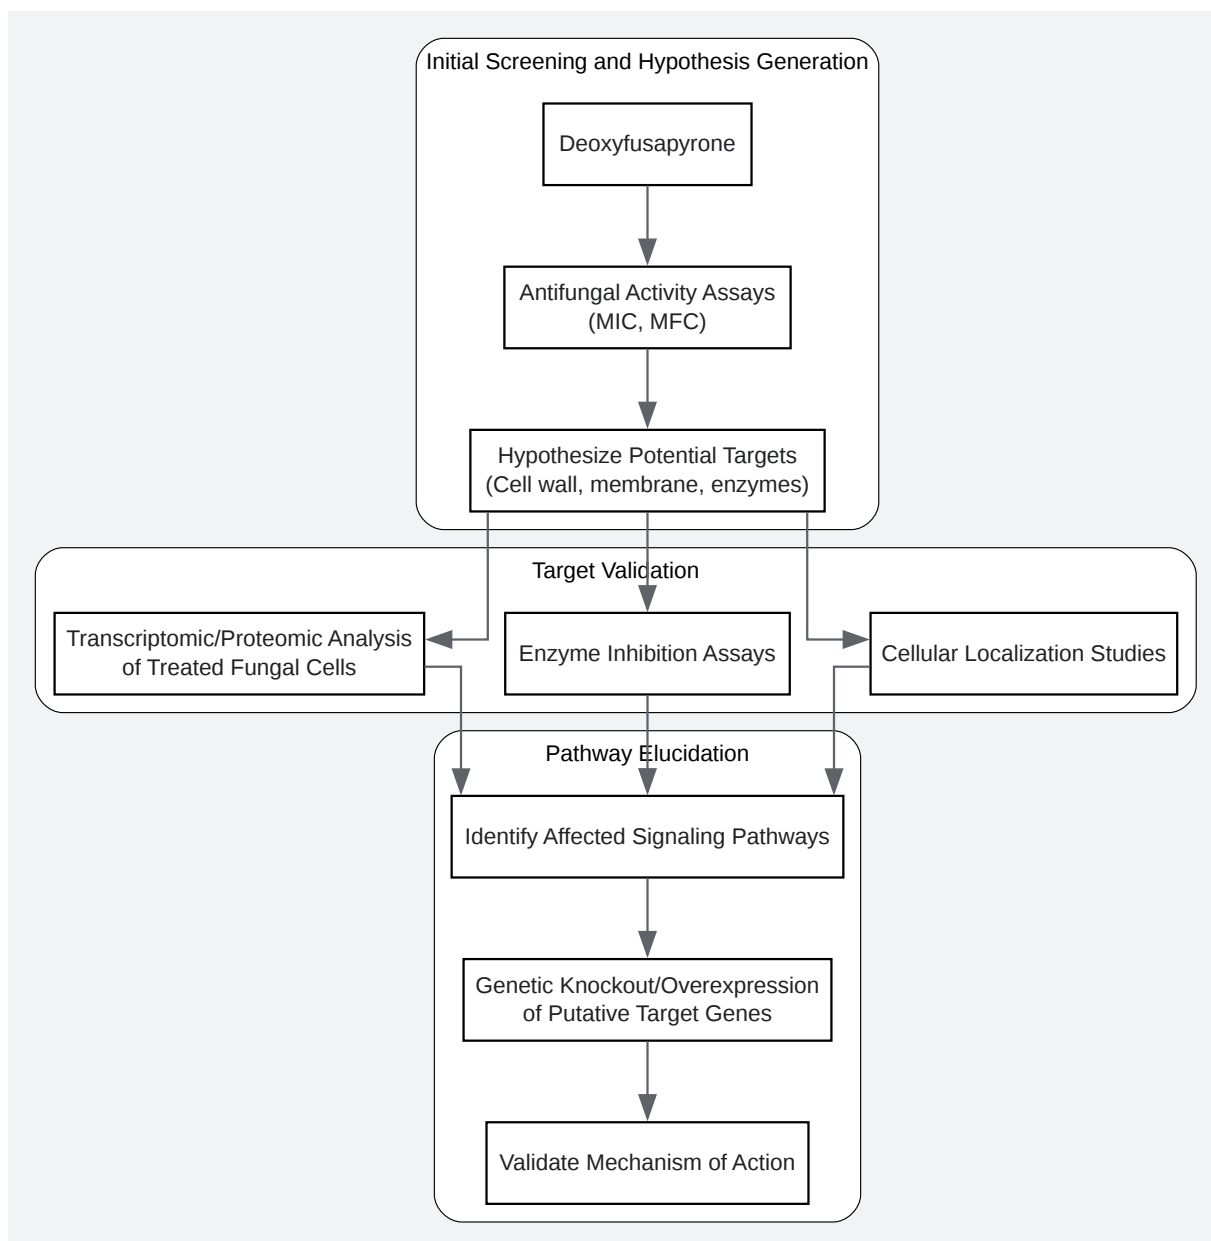 Initial Screening and Hypothesis Generation
Deoxyfusapyrone
Antifungal Activity Assays
(MIC, MFC)
Hypothesize Potential Targets
(Cell wall, membrane, enzymes)
Target Validation
Transcriptomic/Proteomic Analysis
of Treated Fungal Cells
Enzyme Inhibition Assays
Cellular Localization Studies
Pathway Elucidation
Identify Affected Signaling Pathways
Genetic Knockout/Overexpression
of Putative Target Genes
Validate Mechanism of Action